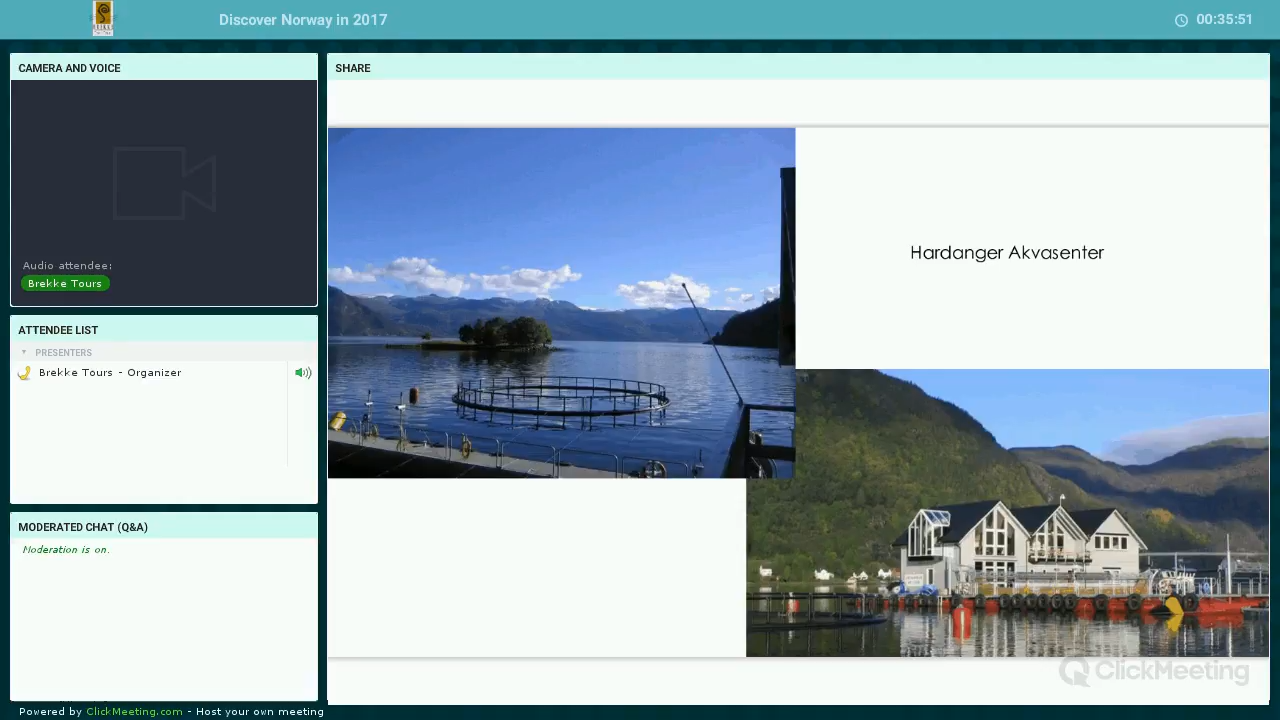 Discover Norway in 2017
00:35:51
CAMERA AND VOICE
Audio attendee:
Brekke Tours
ATTENDEE LIST
PRESENTERS
Brekke Tours - Organizer
MODERATED CHAT (Q&A)
Moderation is on.
SHARE
Hardanger Akvasenter
ClickMeeting
Powered by ClickMeeting.com - Host your own meeting